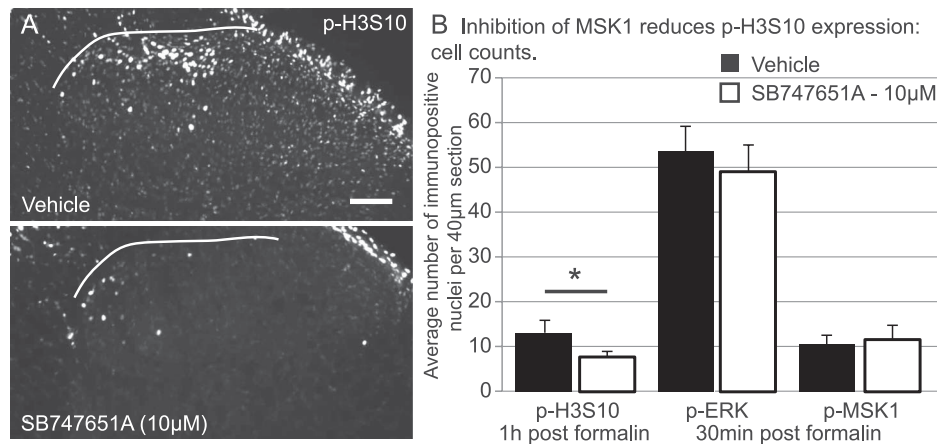 A
p-H3S10
Vehicle
SB747651A (10µM)
B Inhibition of MSK1 reduces p-H3S10 expression:
cell counts.
Vehicle
SB747651A - 10µM
Average number of immunopositive
nuclei per 40µm section
70
60
50
40
30
20
10
0
*
p-H3S10
p-ERK
p-MSK1
1h post formalin
30min post formalin